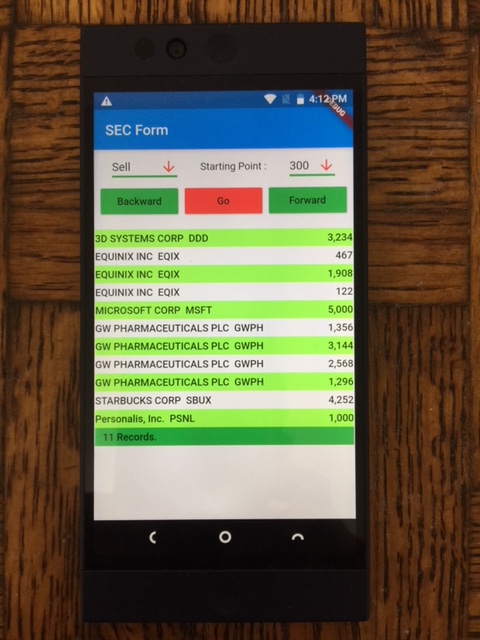 4:12 PM
SEC Form
Sell Starting Point : 300
Backward Go Forward
3D SYSTEMS CORP DDD 3,234
EQUINIX INC EQIX 467
EQUINIX INC EQIX 1,908
EQUINIX INC EQIX 122
MICROSOFT CORP MSFT 5,000
GW PHARMACEUTICALS PLC GWPH 1,356
GW PHARMACEUTICALS PLC GWPH 3,144
GW PHARMACEUTICALS PLC GWPH 2,568
GW PHARMACEUTICALS PLC GWPH 1,296
STARBUCKS CORP SBUX 4,252
Personalis, Inc. PSNL 1,000
11 Records.